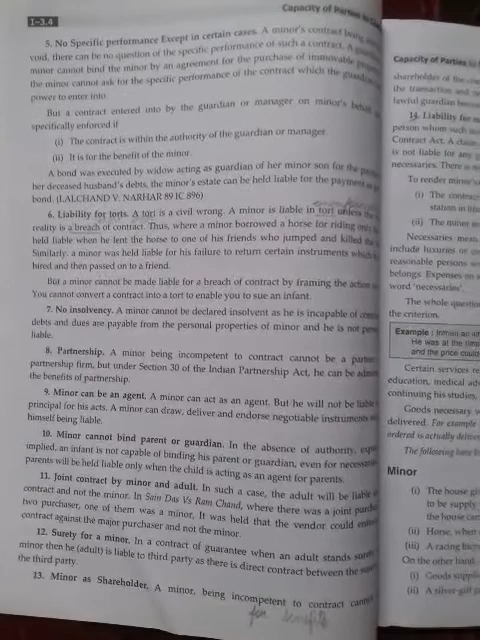 Capacity of Parties to
I-3.4
5. No Specific performance Except in certain cases. A minor's contract being
void, there can be no question of the specific performance of such a contract. A
minor cannot bind the minor by an agreement for the purchase of immovable
the minor cannot ask for the specific performance of the contract which the guardian
power to enter into.
But a contract entered into by the guardian or manager on minor's behalf
specifically enforced if
(i) The contract is within the authority of the guardian or manager
(ii) It is for the benefit of the minor.
A bond was executed by widow acting as guardian of her minor son for the
her deceased husband's debts, the minor's estate can be held liable for the payment
bond. (LALCHAND V. NARHAR 89 IC 896)
6. Liability for torts. A tort is a civil wrong. A minor is liable in tort unless the
reality is a breach of contract. Thus, where a minor borrowed a horse for riding only
held liable when he lent the horse to one of his friends who jumped and killed the
Similarly, a minor was held liable for his failure to return certain instruments which
hired and then passed on to a friend.
But a minor cannot be made liable for a breach of contract by framing the action
You cannot convert a contract into a tort to enable you to sue an infant.
7. No insolvency. A minor cannot be declared insolvent as he is incapable of
debts and dues are payable from the personal properties of minor and he is not
liable.
8. Partnership. A minor being incompetent to contract cannot be a
partnership firm, but under Section 30 of the Indian Partnership Act, he can be
the benefits of partnership.
9. Minor can be an agent. A minor can act as an agent. But he will not be liable
principal for his acts. A minor can draw, deliver and endorse negotiable instruments
himself being liable.
10. Minor cannot bind parent or guardian. In the absence of authority,
implied, an infant is not capable of binding his parent or guardian, even for
parents will be held liable only when the child is acting as an agent for parents.
11. Joint contract by minor and adult. In such a case, the adult will be liable
contract and not the minor. In Sain Das Vs Ram Chand, where there was a joint
two purchaser, one of them was a minor, It was held that the vendor could
contract against the major purchaser and not the minor.
12. Surety for a minor. In a contract of guarantee when an adult stands surety
minor then he (adult) is liable to third party as there is direct contract between the
the third party.
13. Minor as Shareholder. A minor, being incompetent to contract cannot
for benefits
Capacity of Parties to
shareholder of the
the transaction and
lawful guardian
14. Liability for
person whom such
Contract Act. A
is not liable for any
necessaries. There is
To render minor's
(i) The contract
station in
(ii) The minor
Necessaries mean
include luxuries or
reasonable persons
belongs. Expenses on
word 'necessaries'.
The whole question
the criterion.
Example : Inman an
He was at the
and the price could
Certain services
education, medical
continuing his studies,
Goods necessary
delivered. For example
ordered is actually
The following have
Minor
(i) The house
to be supply
the house
(ii) Horse, when
(iii) A racing
On the other hand
(i) Goods
(ii) A silver-gilt